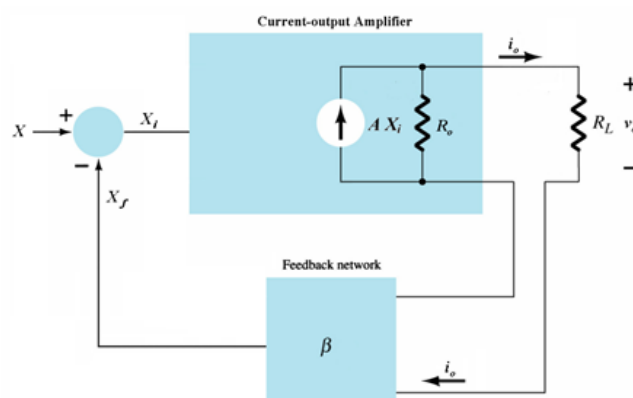 Current-output Amplifier
i_o
+
X
X_i
A X_i
R_o
R_L
+
−
−
X_f
Feedback network
β
i_o